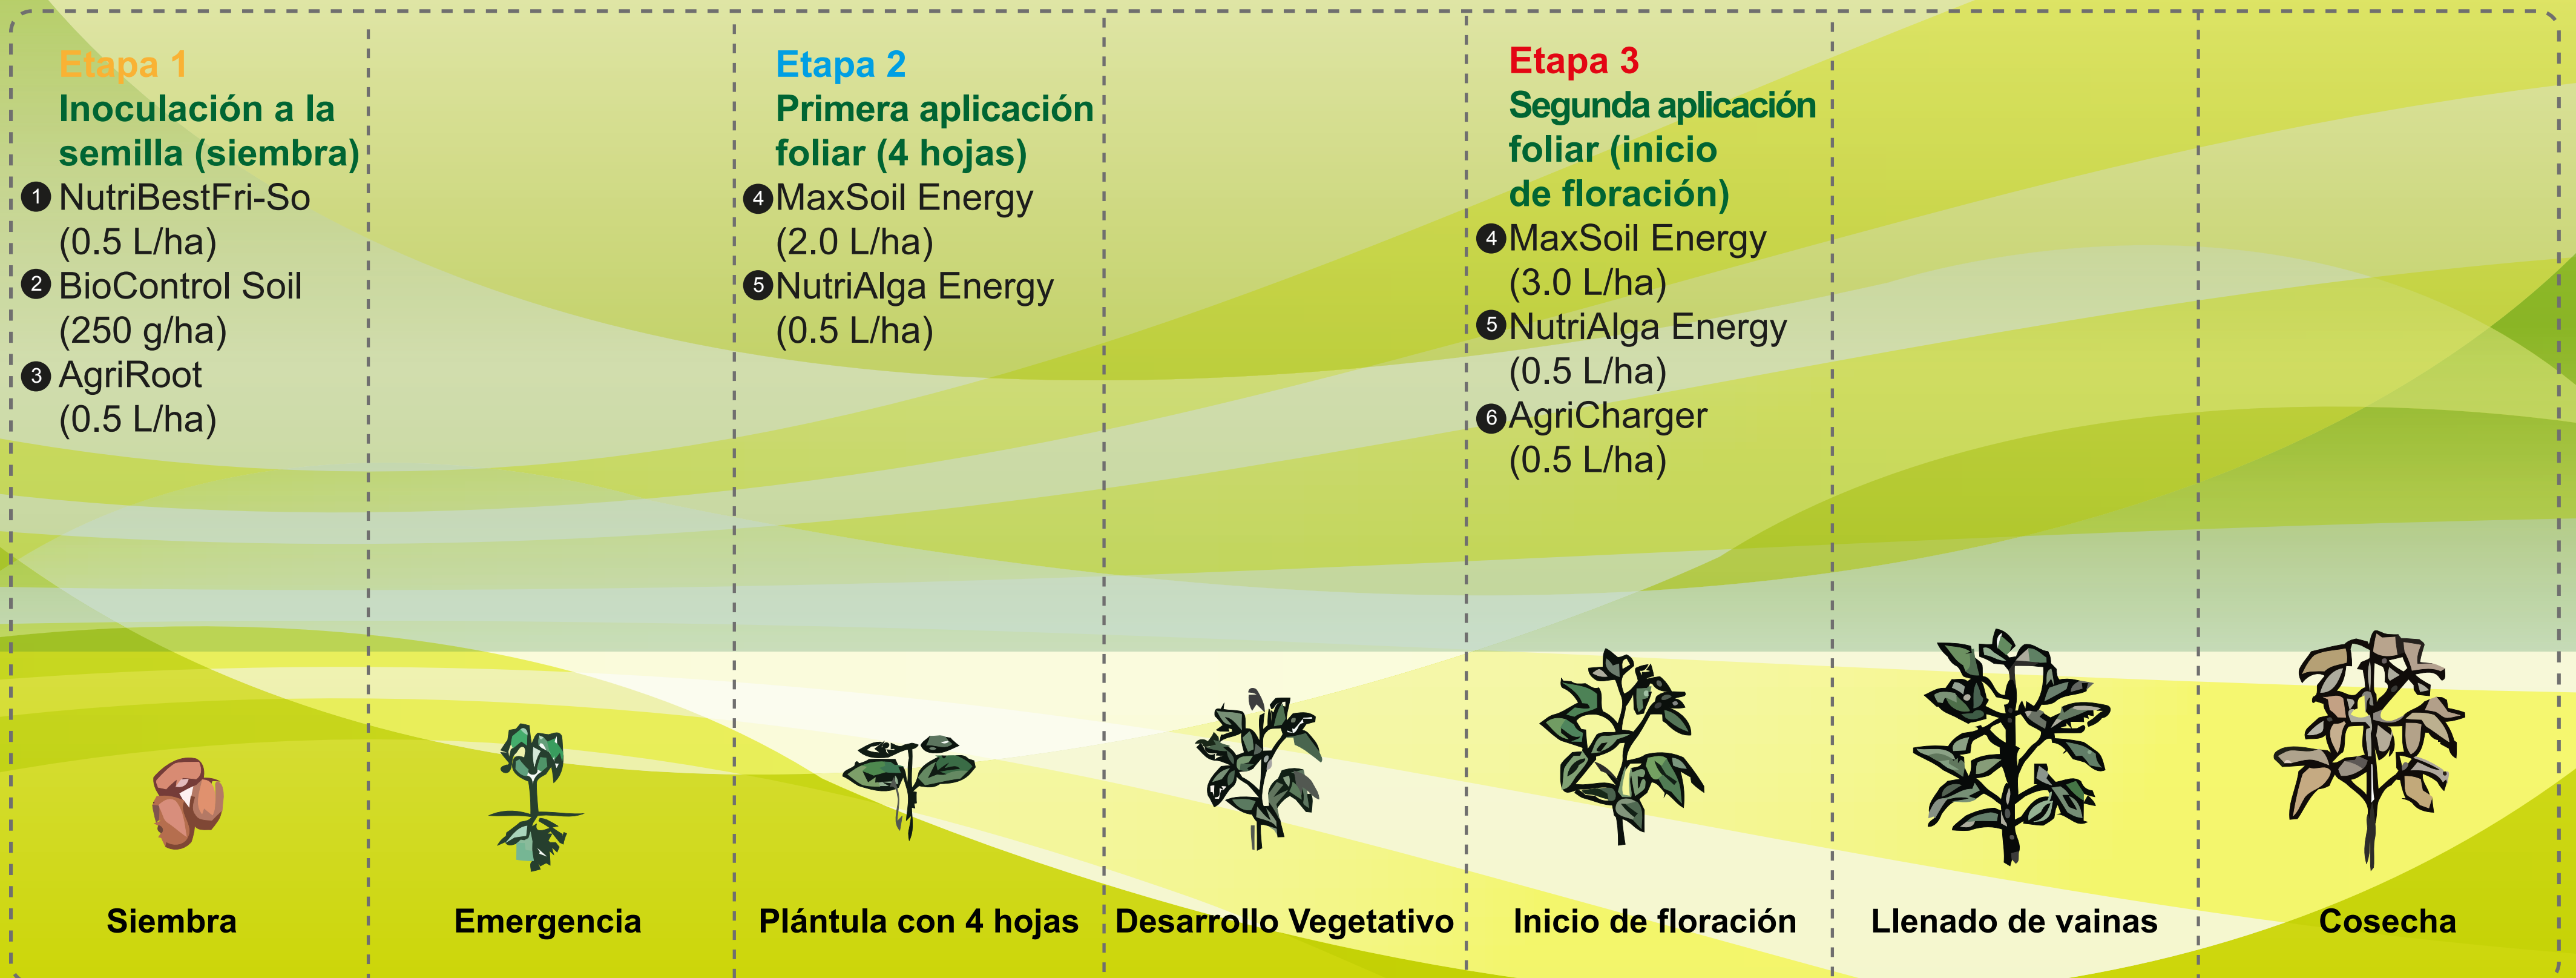 Etapa 1
Inoculación a la
semilla (siembra)
1 NutriBestFri-So
(0.5 L/ha)
2 BioControl Soil
(250 g/ha)
3 AgriRoot
(0.5 L/ha)
Etapa 2
Primera aplicación
foliar (4 hojas)
4 MaxSoil Energy
(2.0 L/ha)
5 NutriAlga Energy
(0.5 L/ha)
Etapa 3
Segunda aplicación
foliar (inicio
de floración)
4 MaxSoil Energy
(3.0 L/ha)
5 NutriAlga Energy
(0.5 L/ha)
6 AgriCharger
(0.5 L/ha)
Siembra
Emergencia
Plántula con 4 hojas
Desarrollo Vegetativo
Inicio de floración
Llenado de vainas
Cosecha